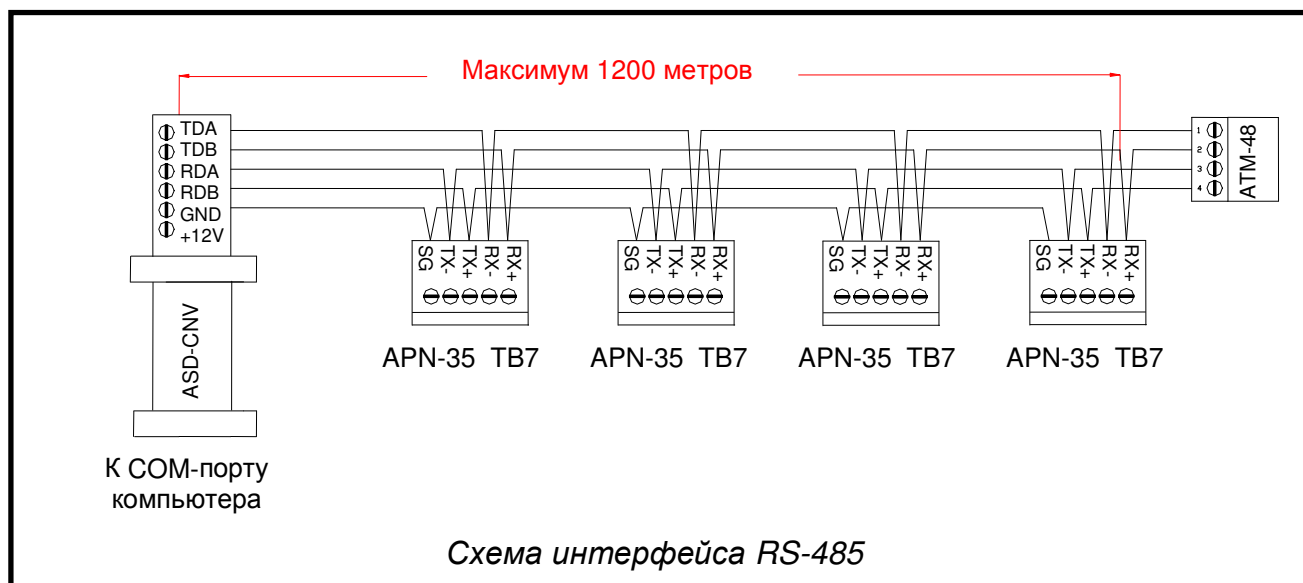 Максимум 1200 метров
TDA
TDB
RDA
RDB
GND
+12V
ASD-CNV
К COM-порту
компьютера
SG TX- TX+ RX- RX+
APN-35 TB7
SG TX- TX+ RX- RX+
APN-35 TB7
SG TX- TX+ RX- RX+
APN-35 TB7
SG TX- TX+ RX- RX+
APN-35 TB7
1
2
3
4
ATM-48
Схема интерфейса RS-485